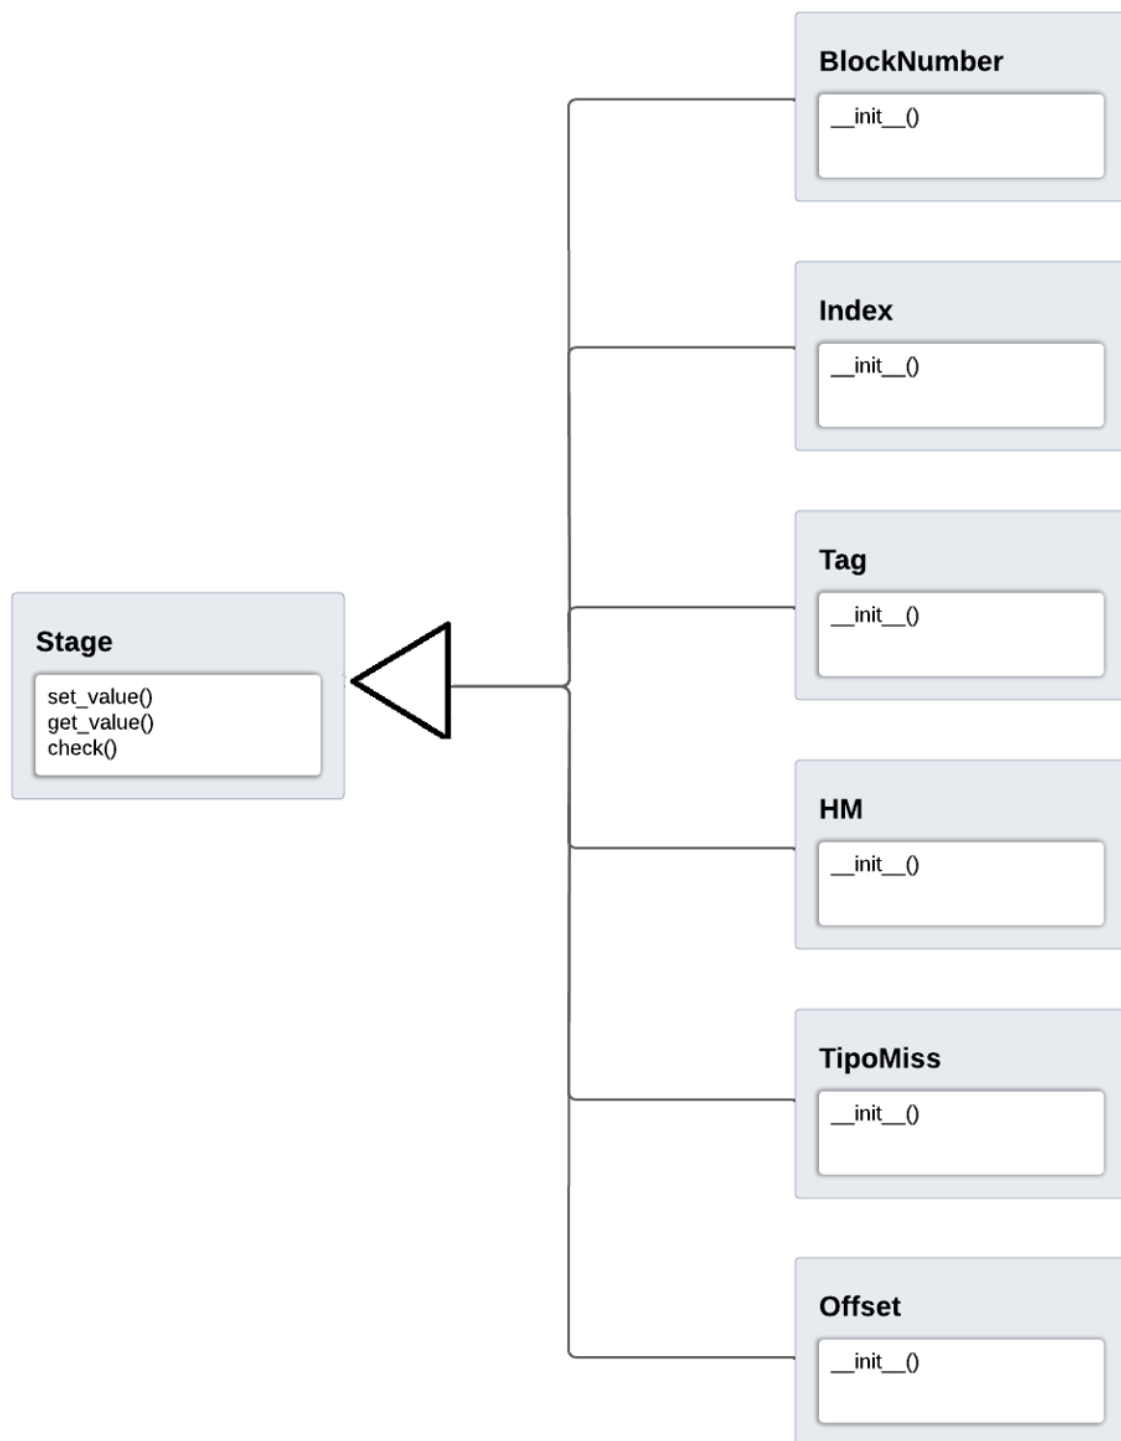 BlockNumber
__init__()
Index
__init__()
Tag
__init__()
Stage
set_value()
get_value()
check()
HM
__init__()
TipoMiss
__init__()
Offset
__init__()